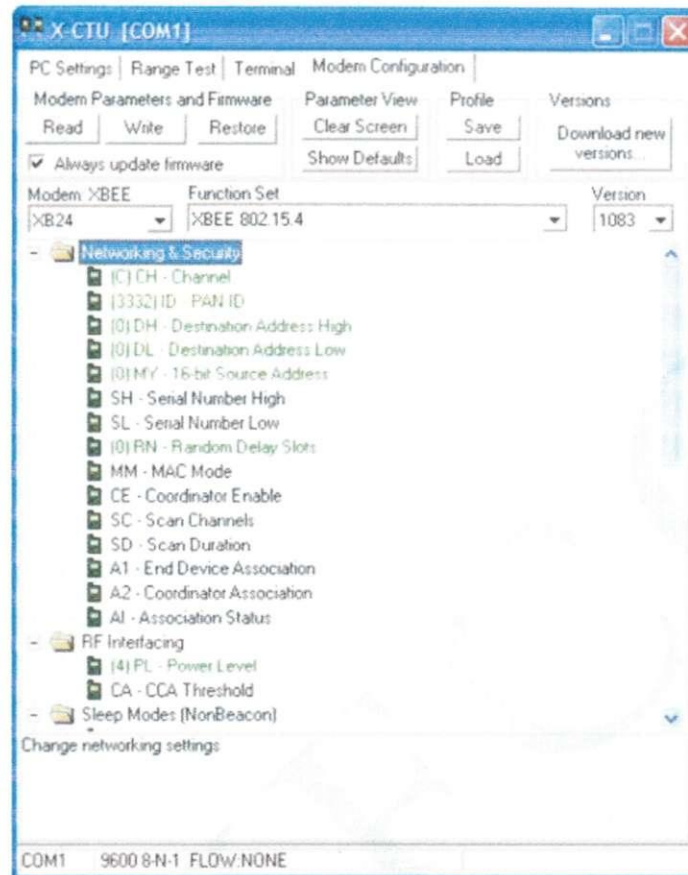 X-CTU [COM1]
PC Settings Range Test Terminal Modem Configuration
Modem Parameters and Firmware Parameter View Profile Versions
Read Write Restore Clear Screen Save Download new versions...
Always update firmware Show Defaults Load
Modem: XBEE Function Set Version
XB24 XBEE 802.15.4 1083
Networking & Security
(C) CH - Channel
(3332) ID - PAN ID
(0) DH - Destination Address High
(0) DL - Destination Address Low
(0) MY - 16-bit Source Address
SH - Serial Number High
SL - Serial Number Low
(0) RN - Random Delay Slots
MM - MAC Mode
CE - Coordinator Enable
SC - Scan Channels
SD - Scan Duration
A1 - End Device Association
A2 - Coordinator Association
AI - Association Status
RF Interfacing
(4) PL - Power Level
CA - CCA Threshold
Sleep Modes (NonBeacon)
Change networking settings
COM1 9600 8-N-1 FLOW:NONE